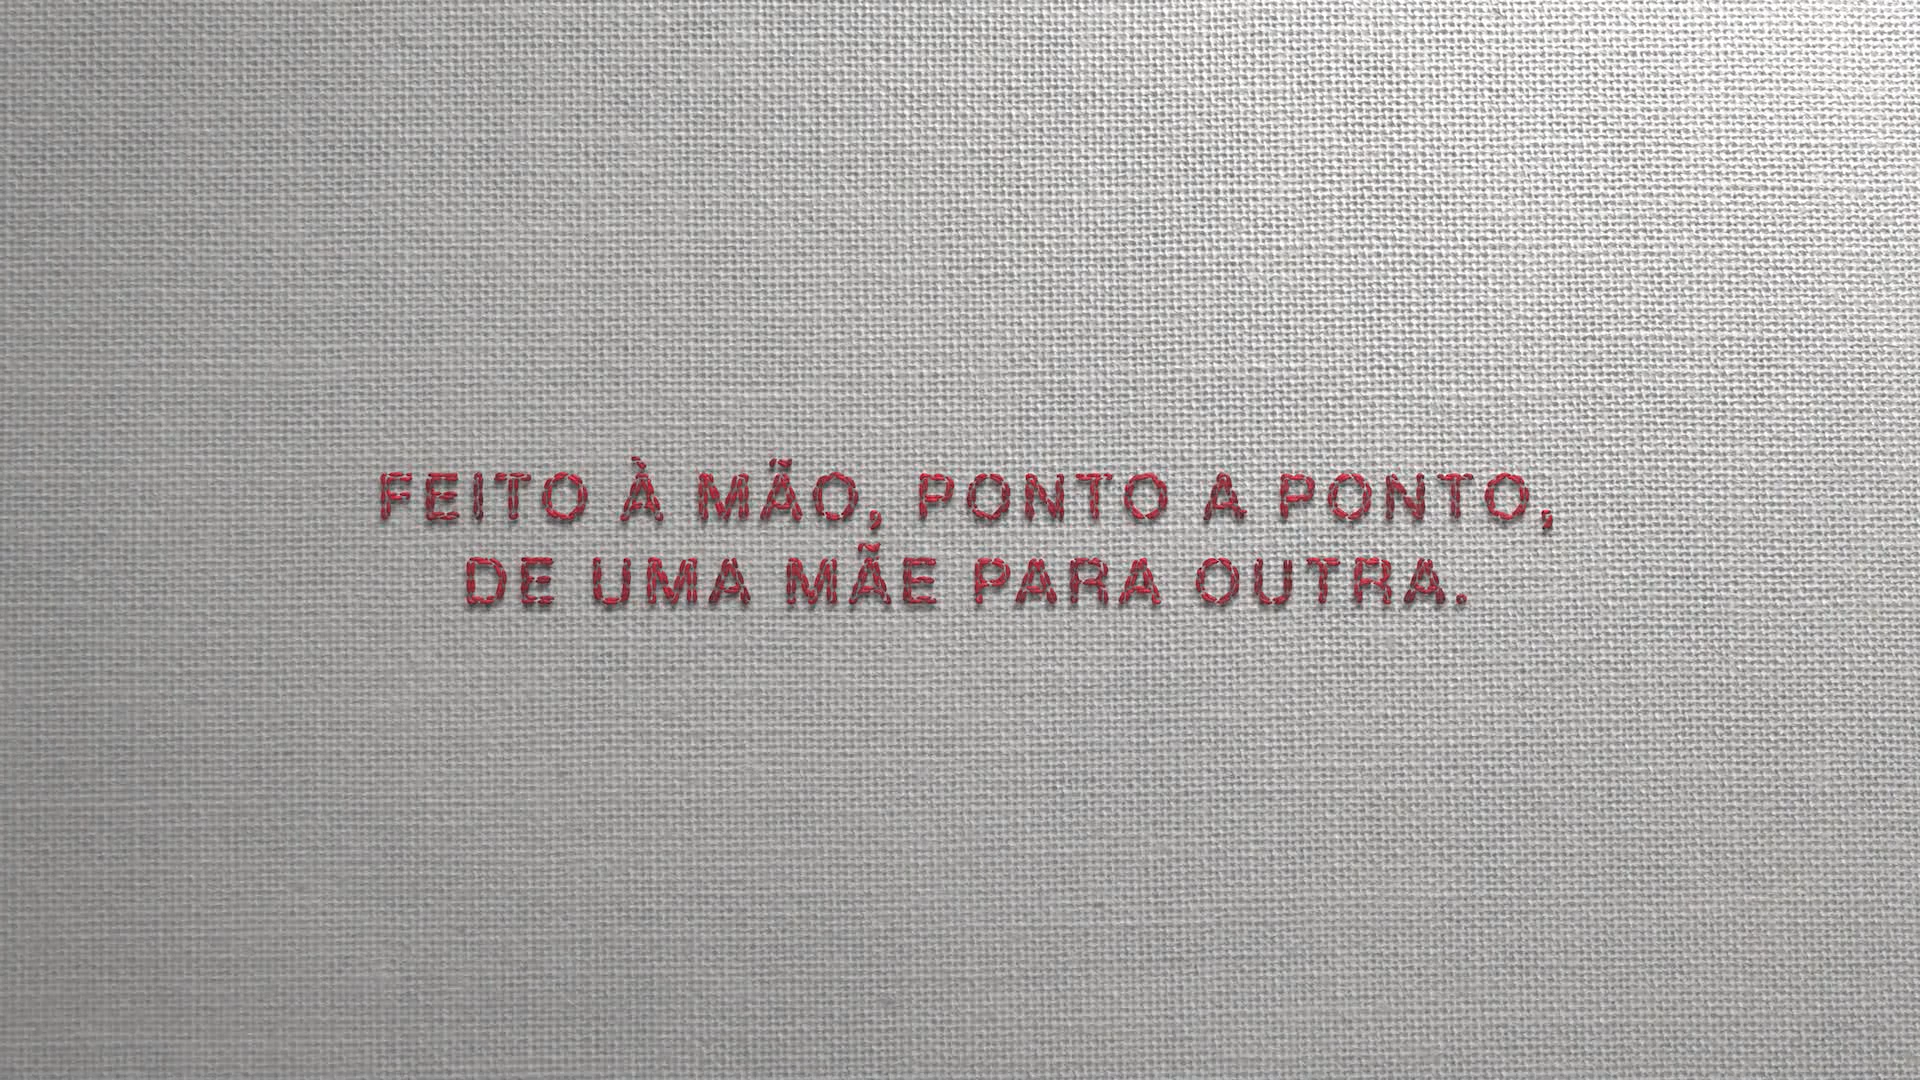 FEITO À MÃO, PONTO A PONTO,
DE UMA MÃE PARA OUTRA.